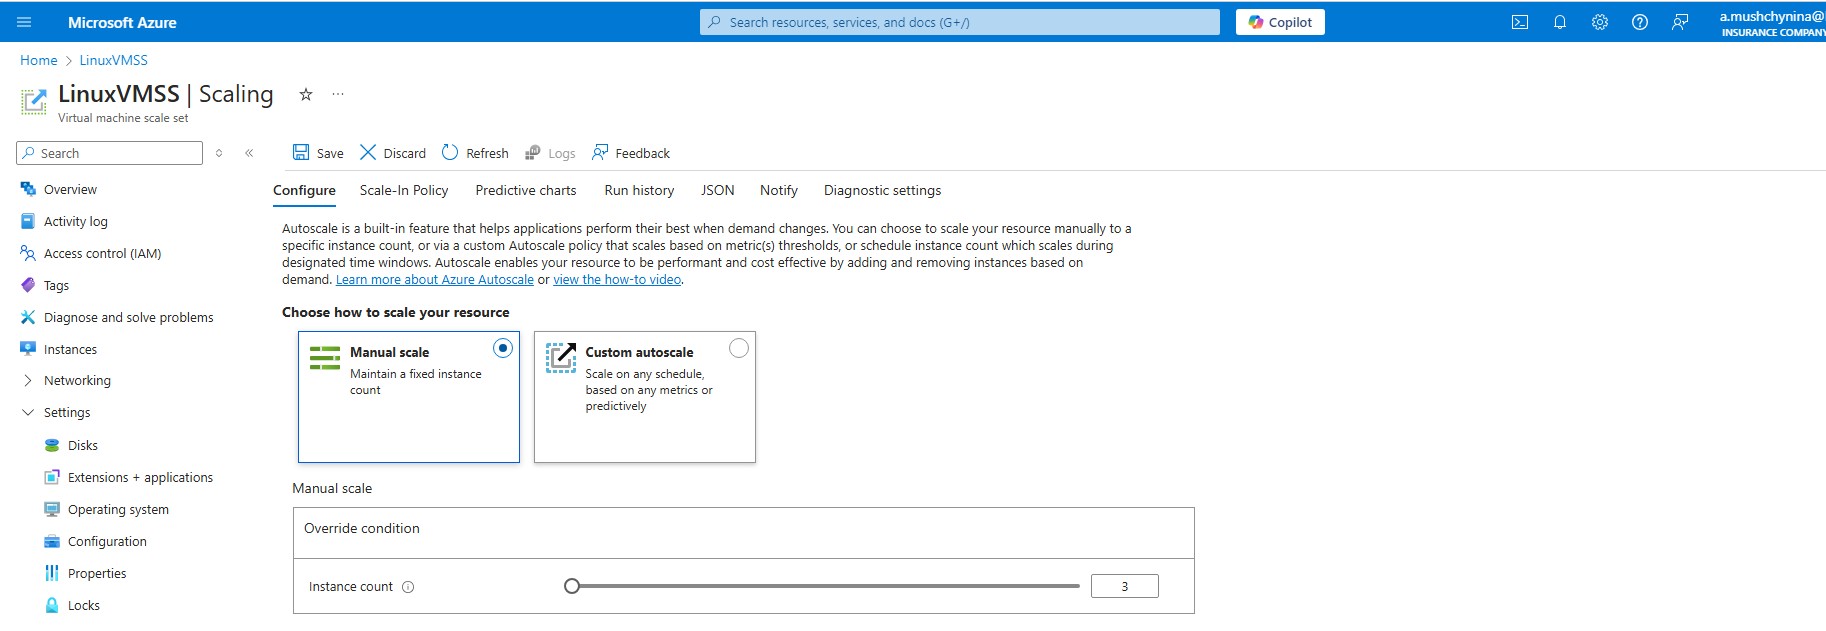 Microsoft Azure
Search resources, services, and docs (G+/)
Copilot
a.mushchynina@
INSURANCE COMPANY
Home > LinuxVMSS
LinuxVMSS | Scaling
Virtual machine scale set
Search
Save
Discard
Refresh
Logs
Feedback
Overview
Activity log
Access control (IAM)
Tags
Diagnose and solve problems
Instances
Networking
Settings
Disks
Extensions + applications
Operating system
Configuration
Properties
Locks
Configure
Scale-In Policy
Predictive charts
Run history
JSON
Notify
Diagnostic settings
Autoscale is a built-in feature that helps applications perform their best when demand changes. You can choose to scale your resource manually to a
specific instance count, or via a custom Autoscale policy that scales based on metric(s) thresholds, or schedule instance count which scales during
designated time windows. Autoscale enables your resource to be performant and cost effective by adding and removing instances based on
demand. Learn more about Azure Autoscale or view the how-to video.
Choose how to scale your resource
Manual scale
Maintain a fixed instance
count
Custom autoscale
Scale on any schedule,
based on any metrics or
predictively
Manual scale
Override condition
Instance count
3